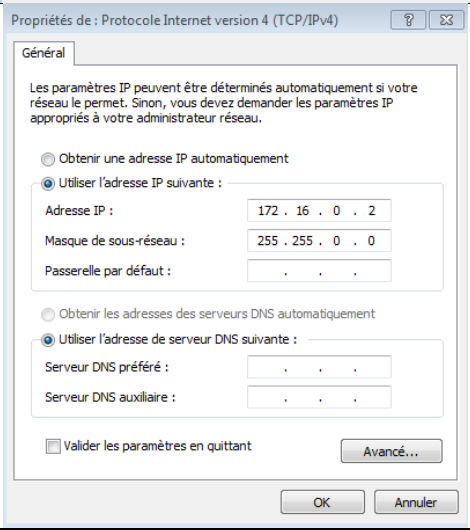 Propriétés de : Protocole Internet version 4 (TCP/IPv4)
Général
Les paramètres IP peuvent être déterminés automatiquement si votre
réseau le permet. Sinon, vous devez demander les paramètres IP
appropriés à votre administrateur réseau.
Obtenir une adresse IP automatiquement
Utiliser l'adresse IP suivante :
Adresse IP : 172 . 16 . 0 . 2
Masque de sous-réseau : 255 . 255 . 0 . 0
Passerelle par défaut : . . .
Obtenir les adresses des serveurs DNS automatiquement
Utiliser l'adresse de serveur DNS suivante :
Serveur DNS préféré : . . .
Serveur DNS auxiliaire : . . .
Valider les paramètres en quittant
Avancé...
OK Annuler